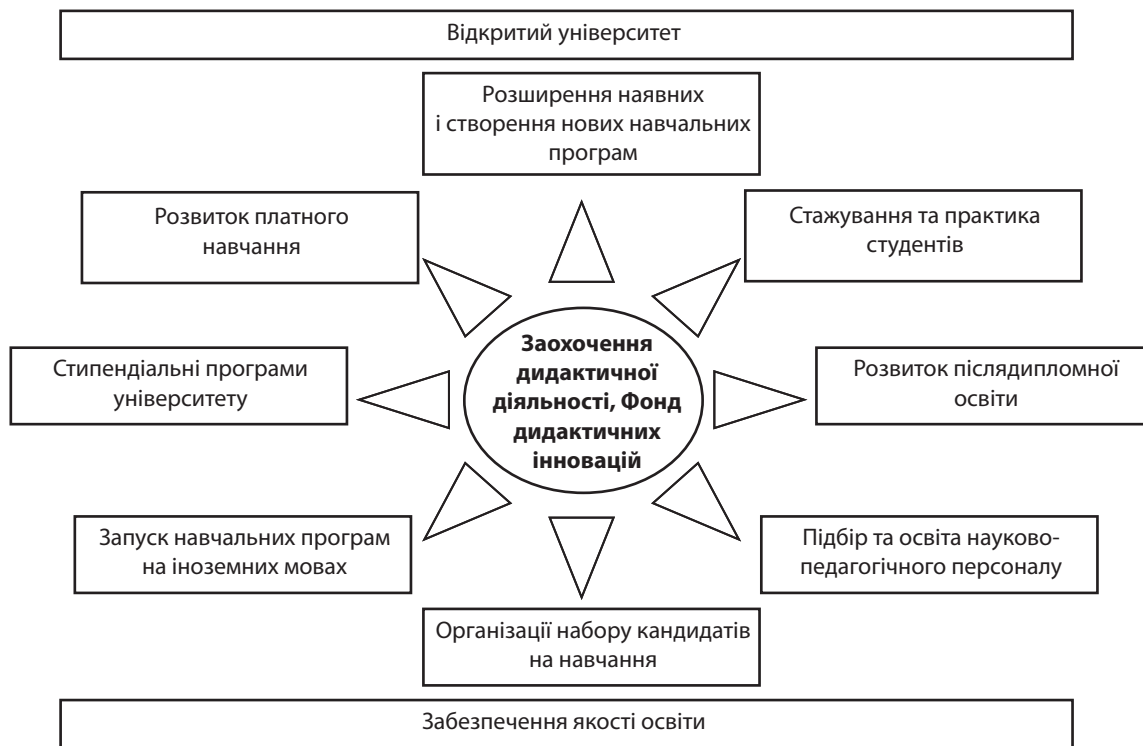 Відкритий університет
Розширення наявних
і створення нових навчальних
програм
Розвиток платного
навчання
Стажування та практика
студентів
Стипендіальні програми
університету
Заохочення
дидактичної
діяльності, Фонд
дидактичних
інновацій
Розвиток післядипломної
освіти
Запуск навчальних програм
на іноземних мовах
Підбір та освіта науково-
педагогічного персоналу
Організації набору кандидатів
на навчання
Забезпечення якості освіти